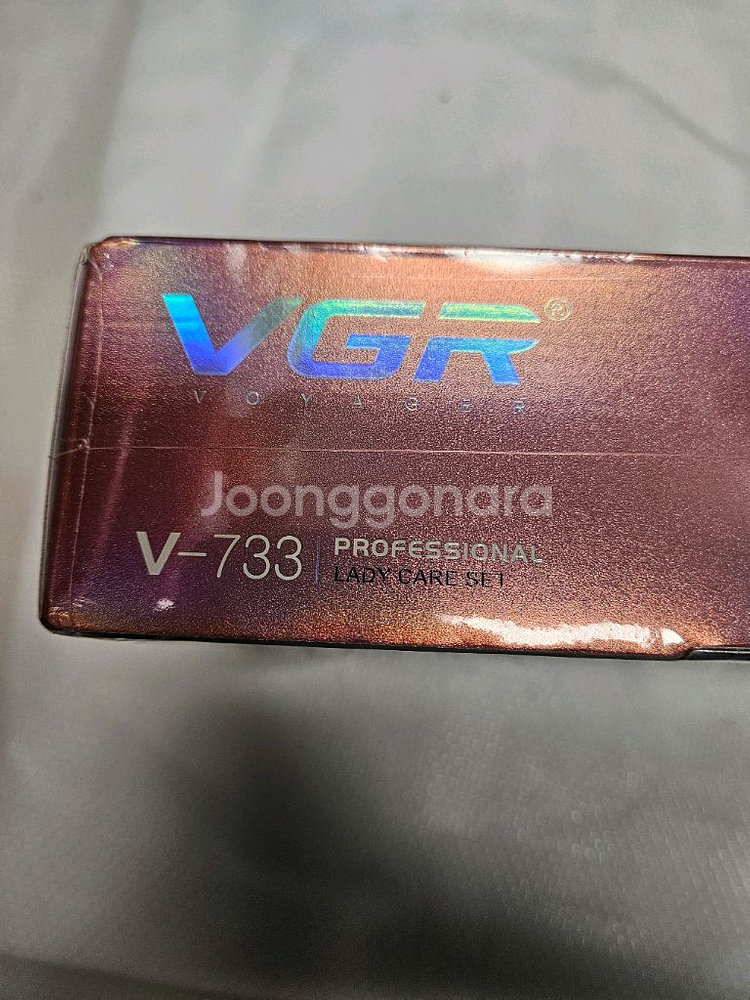 VGR®
VOYAGER
Joonggonara
V-733 PROFESSIONAL
LADY CARE SET